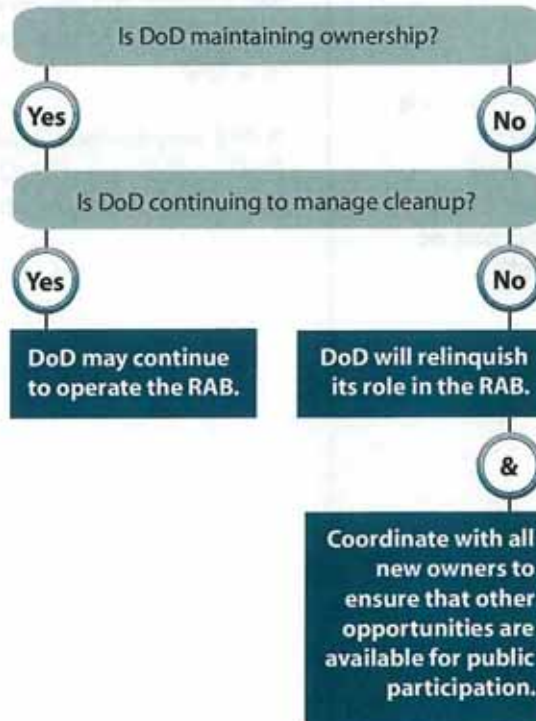 Is DoD maintaining ownership?
Yes
No
Is DoD continuing to manage cleanup?
Yes
No
DoD may continue
to operate the RAB.
DoD will relinquish
its role in the RAB.
&
Coordinate with all
new owners to
ensure that other
opportunities are
available for public
participation.